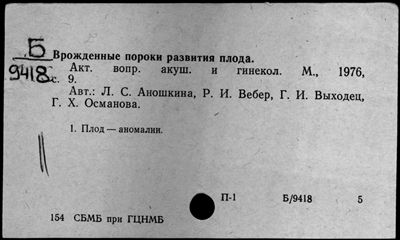 Б
9418
Врожденные пороки развития плода.
Акт. вопр. акуш. и гинекол. М., 1976,
с. 9.
Авт.: Л. С. Аношкина, Р. И. Вебер, Г. И. Выходец,
Г. Х. Османова.
1. Плод — аномалии.
П-1 Б/9418 5
154 СБМБ при ГЦНМБ